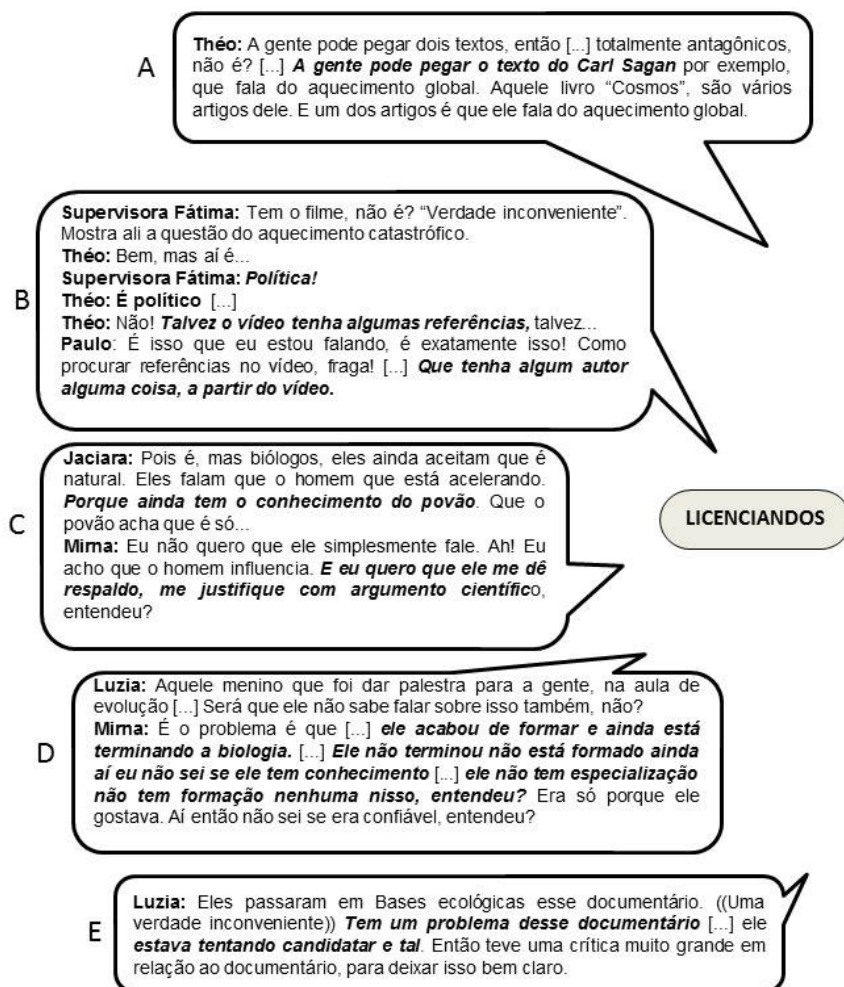 A
Théo: A gente pode pegar dois textos, então [...] totalmente antagônicos,
não é? [...] A gente pode pegar o texto do Carl Sagan por exemplo,
que fala do aquecimento global. Aquele livro “Cosmos”, são vários
artigos dele. E um dos artigos é que ele fala do aquecimento global.
B
Supervisora Fátima: Tem o filme, não é? “Verdade inconveniente”.
Mostra ali a questão do aquecimento catastrófico.
Théo: Bem, mas aí é...
Supervisora Fátima: Política!
Théo: É político [...]
Théo: Não! Talvez o vídeo tenha algumas referências, talvez...
Paulo: É isso que eu estou falando, é exatamente isso! Como
procurar referências no vídeo, fraga! [...] Que tenha algum autor
alguma coisa, a partir do vídeo.
C
Jaciara: Pois é, mas biólogos, eles ainda aceitam que é
natural. Eles falam que o homem que está acelerando.
Porque ainda tem o conhecimento do povão. Que o
povão acha que é só...
Mirna: Eu não quero que ele simplesmente fale. Ah! Eu
acho que o homem influencia. E eu quero que ele me dê
respaldo, me justifique com argumento científico,
entendeu?
LICENCIANDOS
D
Luzia: Aquele menino que foi dar palestra para a gente, na aula de
evolução [...] Será que ele não sabe falar sobre isso também, não?
Mirna: É o problema é que [...] ele acabou de formar e ainda está
terminando a biologia. [...] Ele não terminou não está formado ainda
aí eu não sei se ele tem conhecimento [...] ele não tem especialização
não tem formação nenhuma nisso, entendeu? Era só porque ele
gostava. Aí então não sei se era confiável, entendeu?
E
Luzia: Eles passaram em Bases ecológicas esse documentário. ((Uma
verdade inconveniente)) Tem um problema desse documentário [...] ele
estava tentando candidatar e tal. Então teve uma crítica muito grande em
relação ao documentário, para deixar isso bem claro.